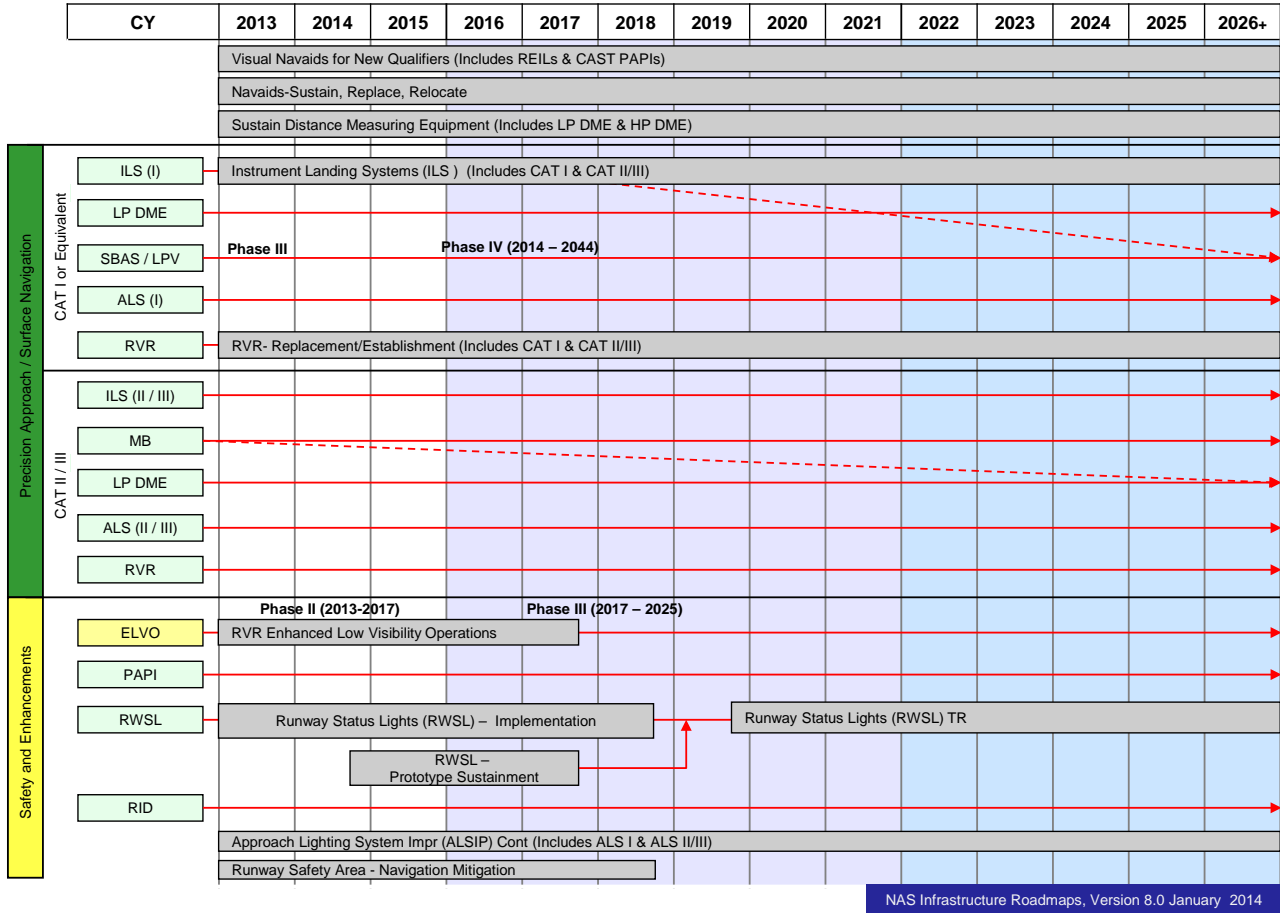 CY 2013 2014 2015 2016 2017 2018 2019 2020 2021 2022 2023 2024 2025 2026+
Visual Navaids for New Qualifiers (Includes REILs & CAST PAPIs)
Navaids-Sustain, Replace, Relocate
Sustain Distance Measuring Equipment (Includes LP DME & HP DME)
Precision Approach / Surface Navigation
CAT I or Equivalent
ILS (I)
Instrument Landing Systems (ILS )  (Includes CAT I & CAT II/III)
LP DME
Phase III
Phase IV (2014 – 2044)
SBAS / LPV
ALS (I)
RVR
RVR- Replacement/Establishment (Includes CAT I & CAT II/III)
CAT II / III
ILS (II / III)
MB
LP DME
ALS (II / III)
RVR
Safety and Enhancements
Phase II (2013-2017)
Phase III (2017 – 2025)
ELVO
RVR Enhanced Low Visibility Operations
PAPI
RWSL
Runway Status Lights (RWSL) –  Implementation
Runway Status Lights (RWSL) TR
RWSL –
Prototype Sustainment
RID
Approach Lighting System Impr (ALSIP) Cont (Includes ALS I & ALS II/III)
Runway Safety Area - Navigation Mitigation
NAS Infrastructure Roadmaps, Version 8.0 January  2014